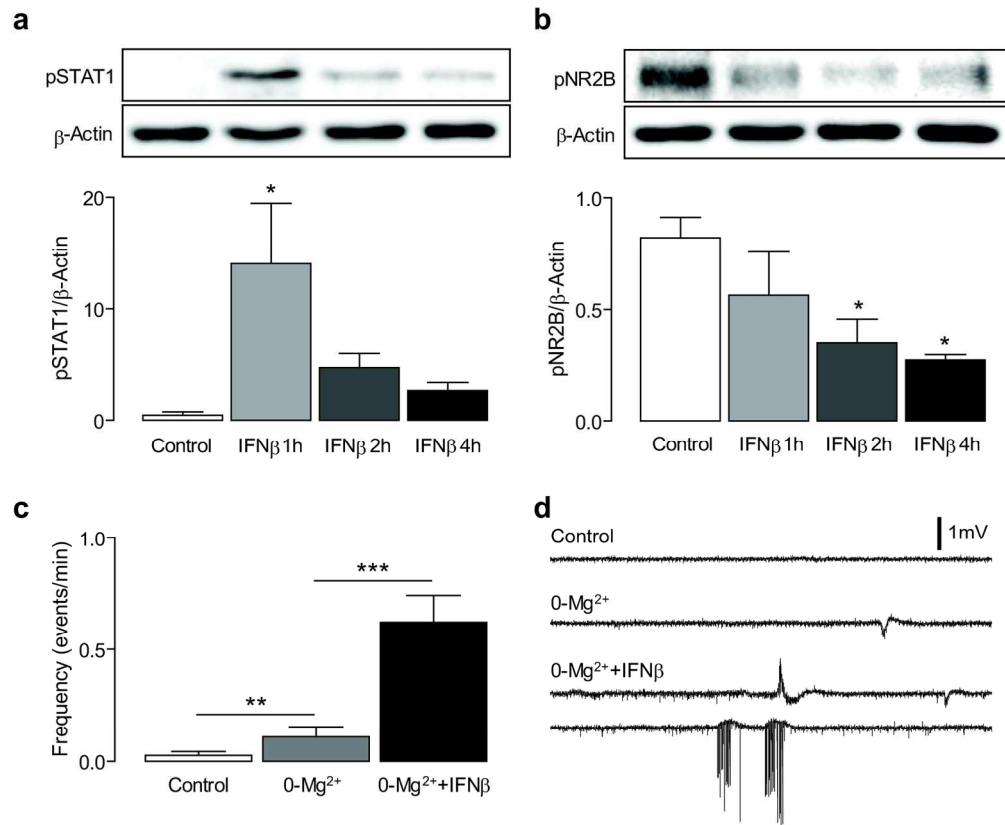 a
pSTAT1
β-Actin
20
*
10
0
pSTAT1/β-Actin
Control IFNβ 1h IFNβ 2h IFNβ 4h
b
pNR2B
β-Actin
1.0
0.5
*
*
0.0
pNR2B/β-Actin
Control IFNβ 1h IFNβ 2h IFNβ 4h
c
1.0
***
0.5
**
0.0
Frequency (events/min)
Control 0-Mg²⁺ 0-Mg²⁺+IFNβ
d
Control
1mV
0-Mg²⁺
0-Mg²⁺+IFNβ